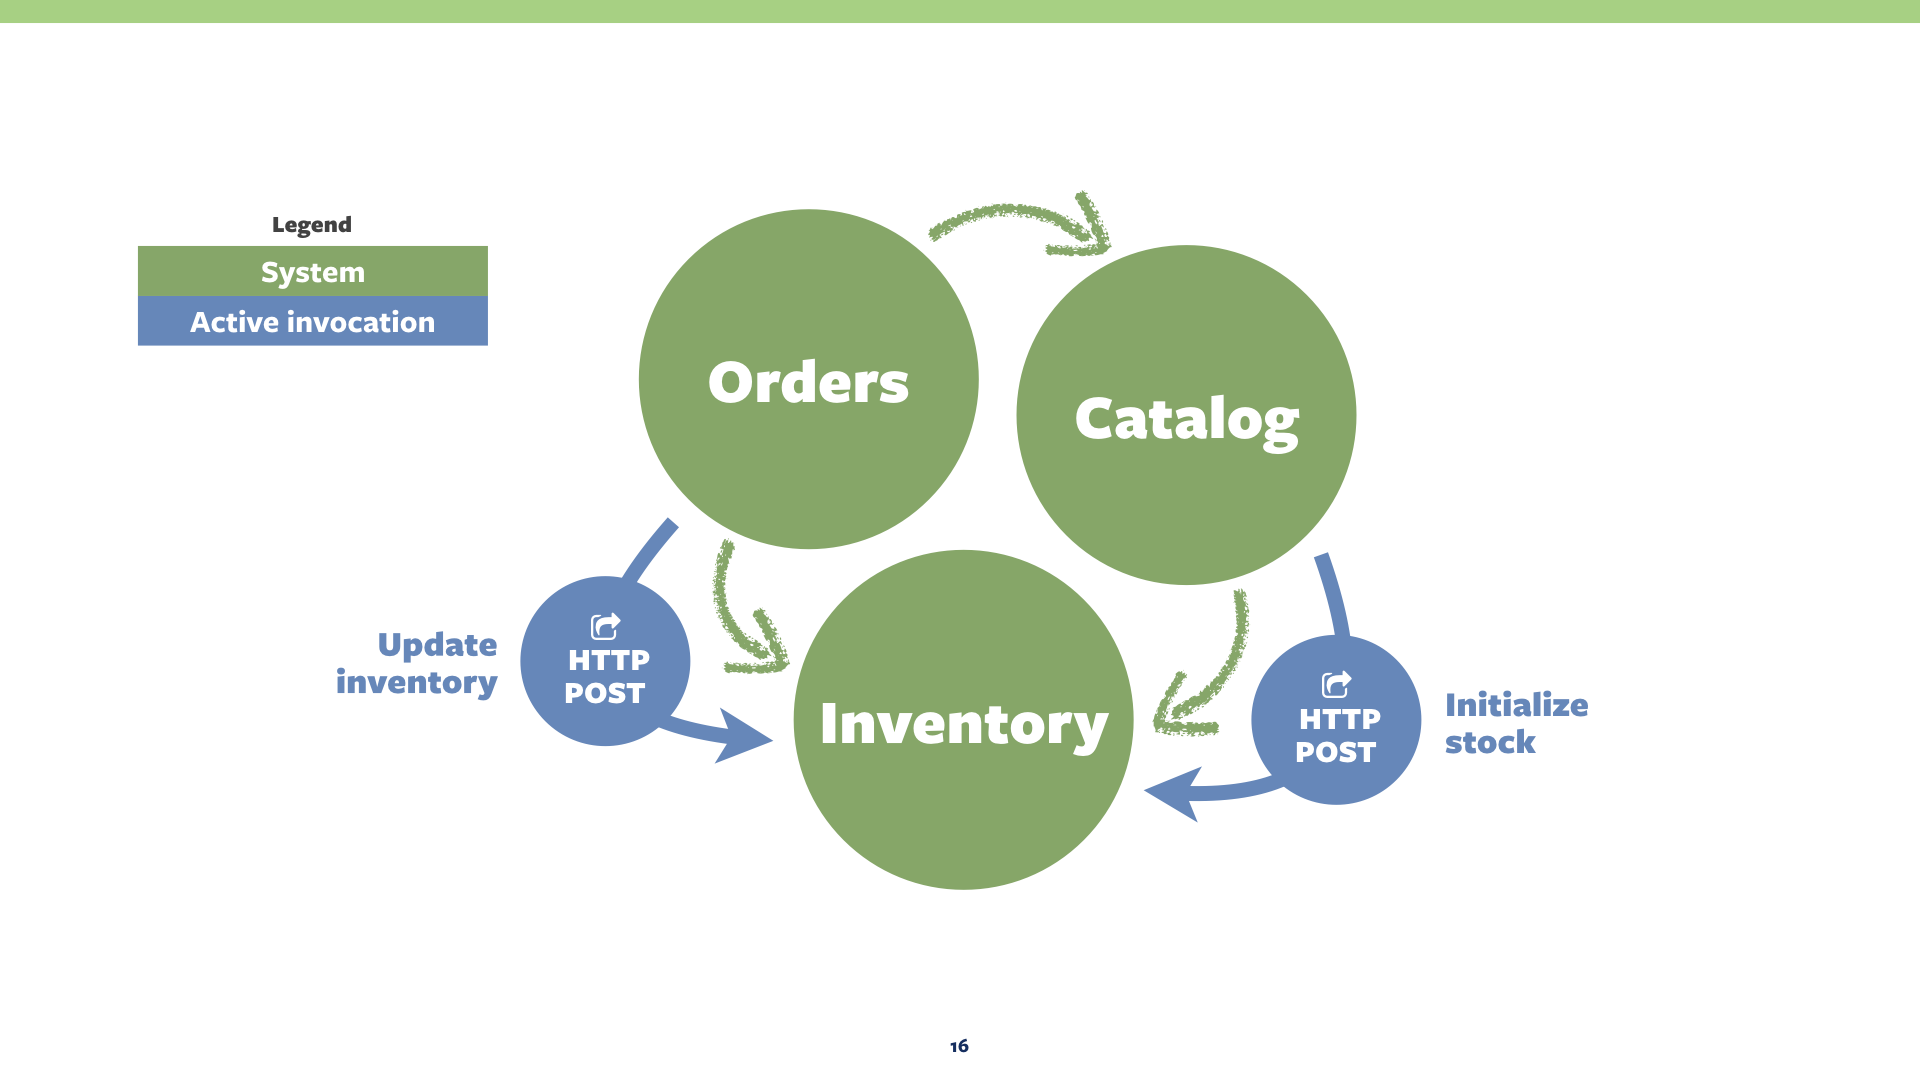 Legend
System
Active invocation
Orders
Catalog
Inventory
Update
inventory
HTTP
POST
HTTP
POST
Initialize
stock
16